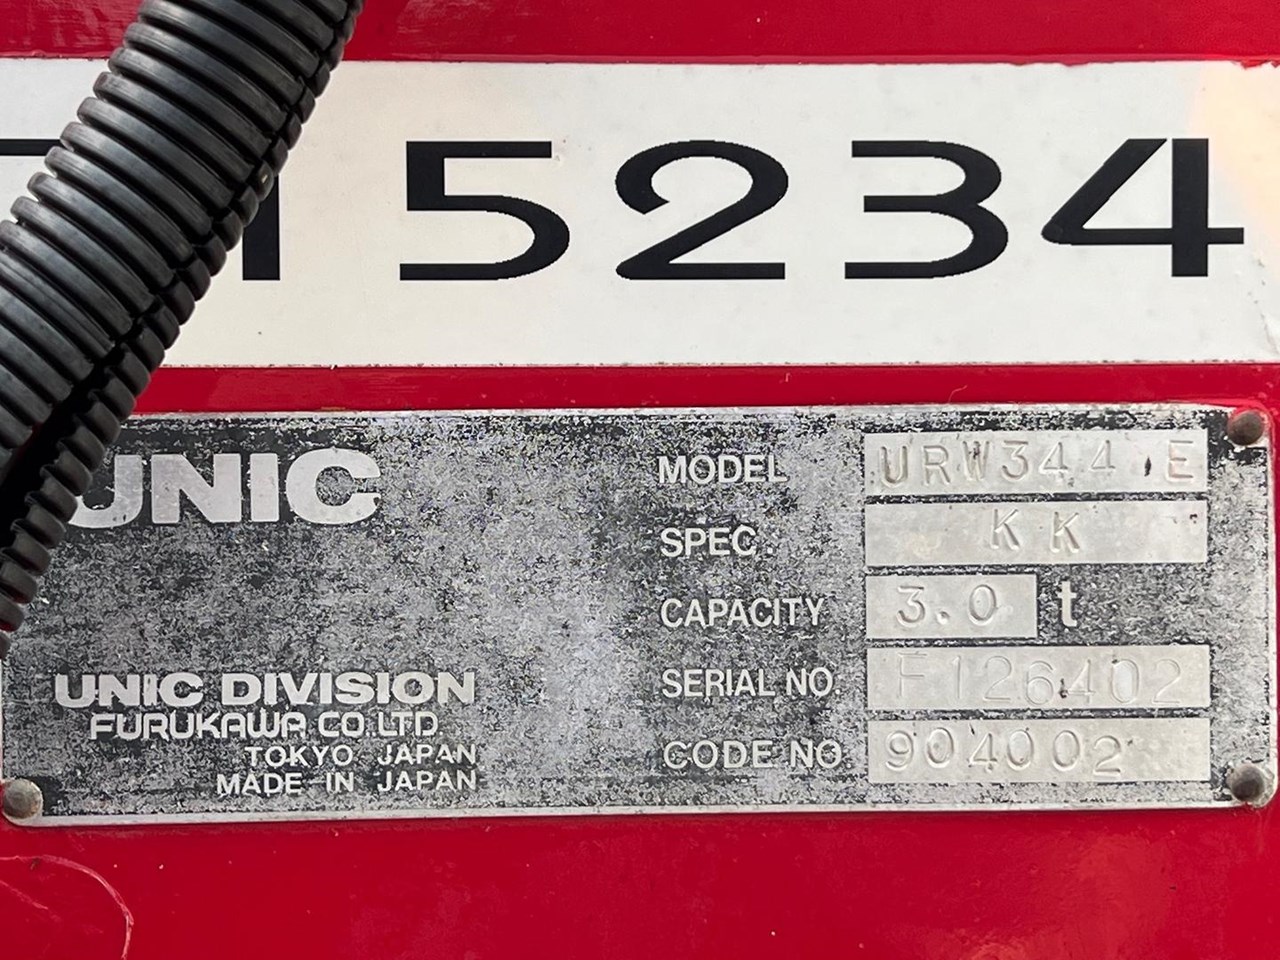 15234
UNIC
MODEL URW344 E
SPEC. KK
CAPACITY 3.0 t
SERIAL NO. F126402
CODE NO. 904002
UNIC DIVISION
FURUKAWA CO.,LTD.
TOKYO JAPAN
MADE IN JAPAN